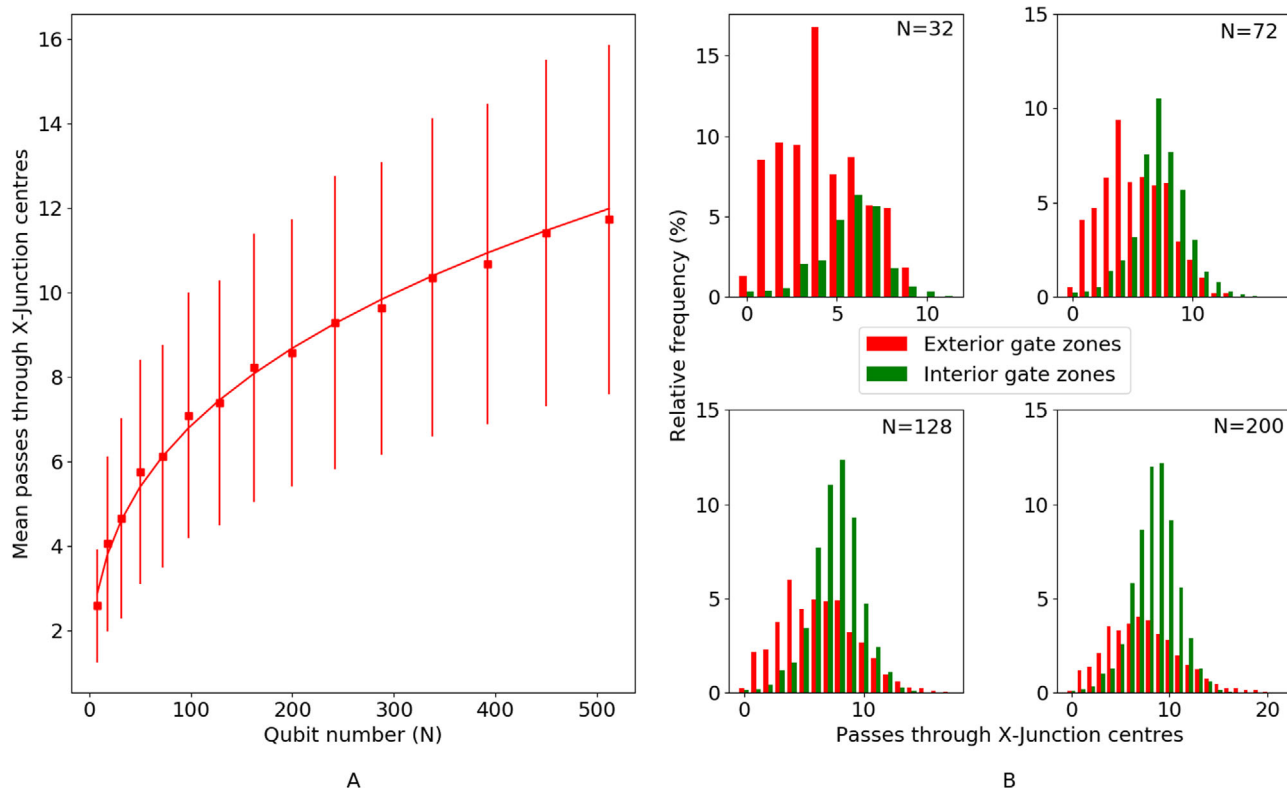 Mean passes through X-Junction centres
16
14
12
10
8
6
4
2
0 100 200 300 400 500
Qubit number (N)
A
Relative frequency (%)
N=32
15
10
5
0
0 5 10
N=72
15
10
5
0
0 10
Exterior gate zones
Interior gate zones
N=128
15
10
5
0
0 10
N=200
15
10
5
0
0 10 20
Passes through X-Junction centres
B